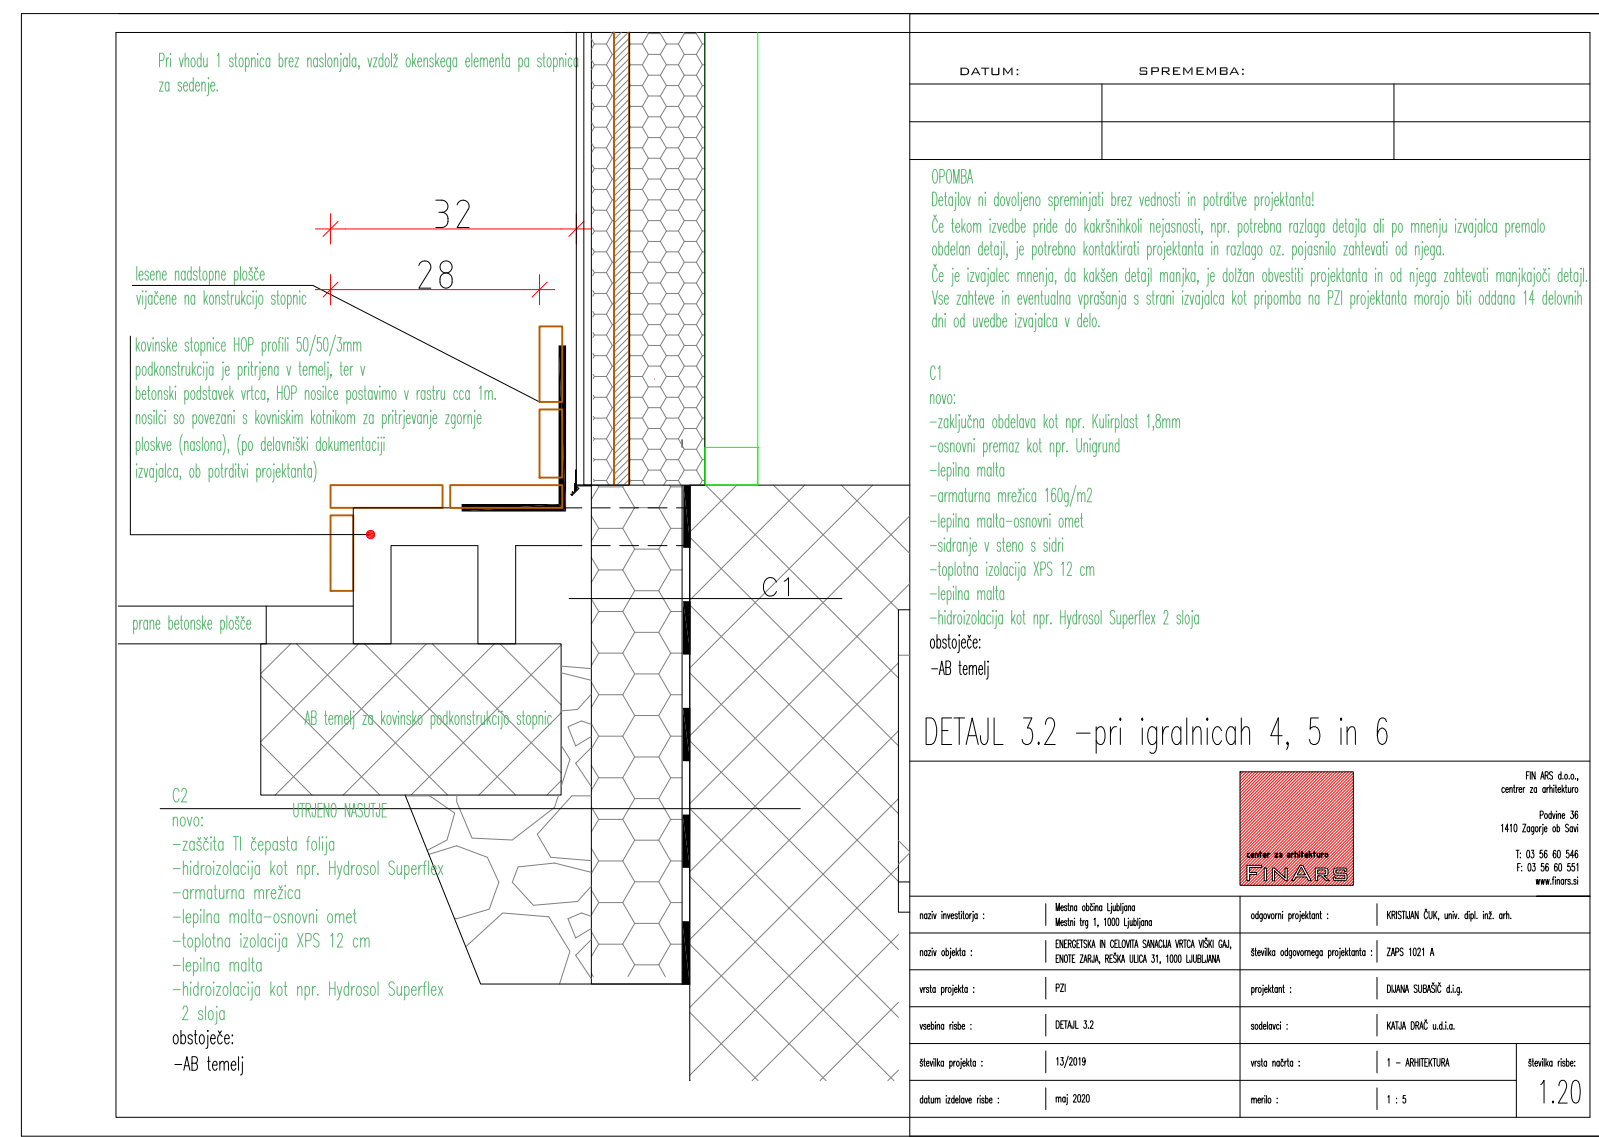 Pri vhodu 1 stopnica brez naslonjala, vzdolž okenskega elementa pa stopnica
za sedenje.
32
28
lesene nadstopne plošče
vijačene na konstrukcijo stopnic
kovinske stopnice HOP profili 50/50/3mm
podkonstrukcija je pritrjena v temelj, ter v
betonski podstavek vrtca, HOP nosilce postavimo v rastru cca 1m.
nosilci so povezani s kovniskim kotnikom za pritrjevanje zgornje
ploskve (naslona), (po delavniški dokumentaciji
izvajalca, ob potrditvi projektanta)
C1
prane betonske plošče
AB temelj za kovinsko podkonstrukcijo stopnic
UTRJENO NASUTJE
C2
novo:
-zaščita TI čepasta folija
-hidroizolacija kot npr. Hydrosol Superflex
-armaturna mrežica
-lepilna malta-osnovni omet
-toplotna izolacija XPS 12 cm
-lepilna malta
-hidroizolacija kot npr. Hydrosol Superflex
2 sloja
obstoječe:
-AB temelj
DATUM: SPREMEMBA:
OPOMBA
Detajlov ni dovoljeno spreminjati brez vednosti in potrditve projektanta!
Če tekom izvedbe pride do kakršnihkoli nejasnosti, npr. potrebna razlaga detajla ali po mnenju izvajalca premalo
obdelan detajl, je potrebno kontaktirati projektanta in razlago oz. pojasnilo zahtevati od njega.
Če je izvajalec mnenja, da kakšen detajl manjka, je dolžan obvestiti projektanta in od njega zahtevati manjkajoči detajl.
Vse zahteve in eventualna vprašanja s strani izvajalca kot pripomba na PZI projektanta morajo biti oddana 14 delovnih
dni od uvedbe izvajalca v delo.
C1
novo:
-zaključna obdelava kot npr. Kulirplast 1,8mm
-osnovni premaz kot npr. Unigrund
-lepilna malta
-armaturna mrežica 160g/m2
-lepilna malta-osnovni omet
-sidranje v steno s sidri
-toplotna izolacija XPS 12 cm
-lepilna malta
-hidroizolacija kot npr. Hydrosol Superflex 2 sloja
obstoječe:
-AB temelj
DETAJL 3.2 -pri igralnicah 4, 5 in 6
center za arhitekturo
FINARS
FIN ARS d.o.o.,
centrer za arhitekturo
Podvine 36
1410 Zagorje ob Savi
T: 03 56 60 546
F: 03 56 60 551
www.finars.si
naziv investitorja : Mestna občina Ljubljana
Mestni trg 1, 1000 Ljubljana
odgovorni projektant : KRISTIJAN ČUK, univ. dipl. inž. arh.
naziv objekta : ENERGETSKA IN CELOVITA SANACIJA VRTCA VIŠKI GAJ,
ENOTE ZARJA, REŠKA ULICA 31, 1000 LJUBLJANA
številka odgovornega projektanta : ZAPS 1021 A
vrsta projekta : PZI projektant : DIJANA SUBAŠIČ d.i.g.
vsebina risbe : DETAJL 3.2 sodelavci : KATJA DRAČ u.d.i.a.
številka projekta : 13/2019 vrsta načrta : 1 - ARHITEKTURA številka risbe:
datum izdelave risbe : maj 2020 merilo : 1 : 5 1.20